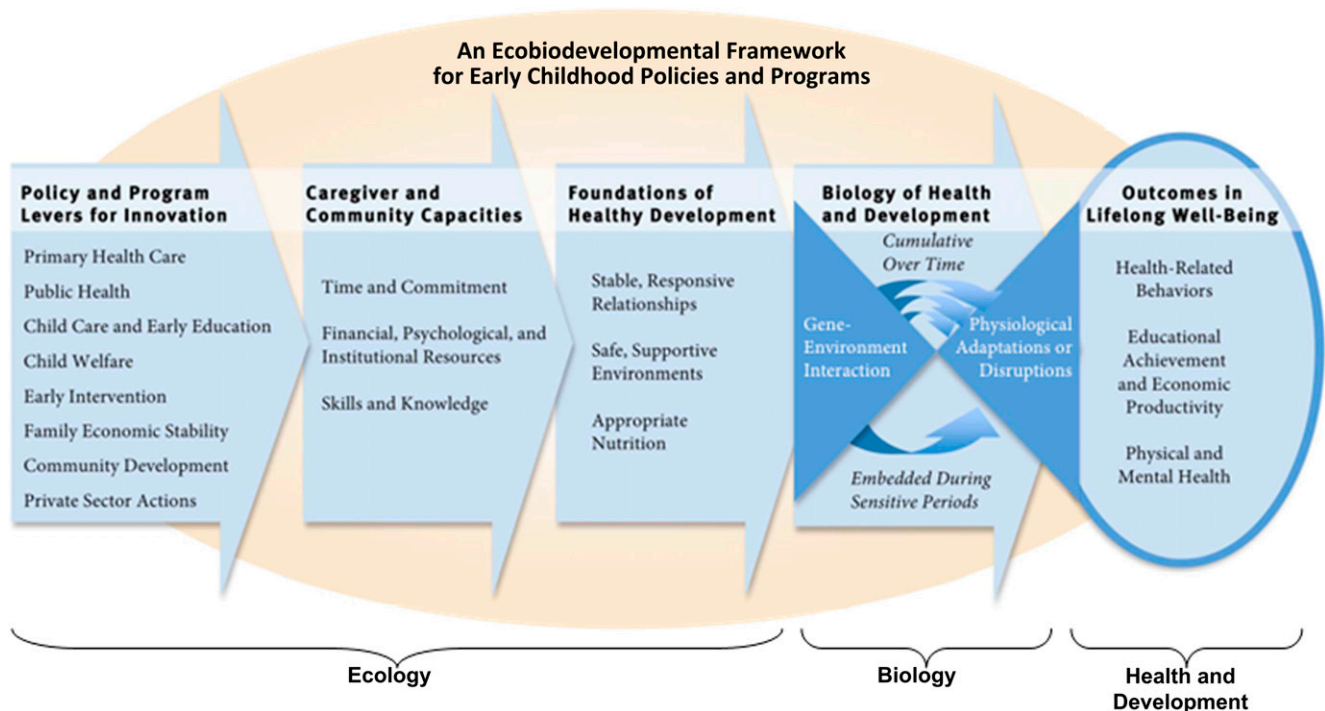 An Ecobiodevelopmental Framework
for Early Childhood Policies and Programs
Policy and Program
Levers for Innovation
Primary Health Care
Public Health
Child Care and Early Education
Child Welfare
Early Intervention
Family Economic Stability
Community Development
Private Sector Actions
Caregiver and
Community Capacities
Time and Commitment
Financial, Psychological, and
Institutional Resources
Skills and Knowledge
Foundations of
Healthy Development
Stable, Responsive
Relationships
Safe, Supportive
Environments
Appropriate
Nutrition
Biology of Health
and Development
Cumulative
Over Time
Gene-
Environment
Interaction
Physiological
Adaptations or
Disruptions
Embedded During
Sensitive Periods
Outcomes in
Lifelong Well-Being
Health-Related
Behaviors
Educational
Achievement
and Economic
Productivity
Physical and
Mental Health
Ecology
Biology
Health and
Development